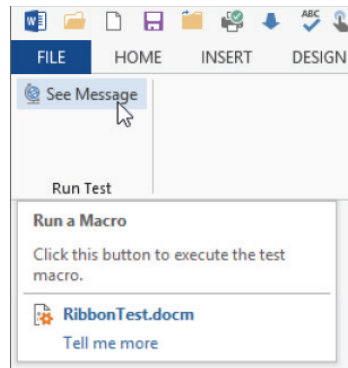 ABC
FILE HOME INSERT DESIGN
See Message
Run Test
Run a Macro
Click this button to execute the test
macro.
RibbonTest.docm
Tell me more